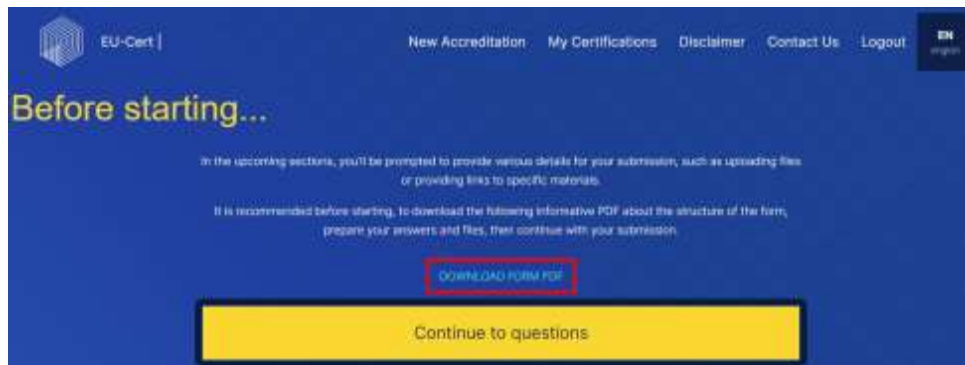 EU-Cert |
New Accreditation My Certifications Disclaimer Contact Us Logout EN
english
Before starting...
In the upcoming sections, you'll be prompted to provide various details for your submission, such as uploading files
or providing links to specific materials.
It is recommended before starting, to download the following informative PDF about the structure of the form,
prepare your answers and files, then continue with your submission.
DOWNLOAD FORM PDF
Continue to questions